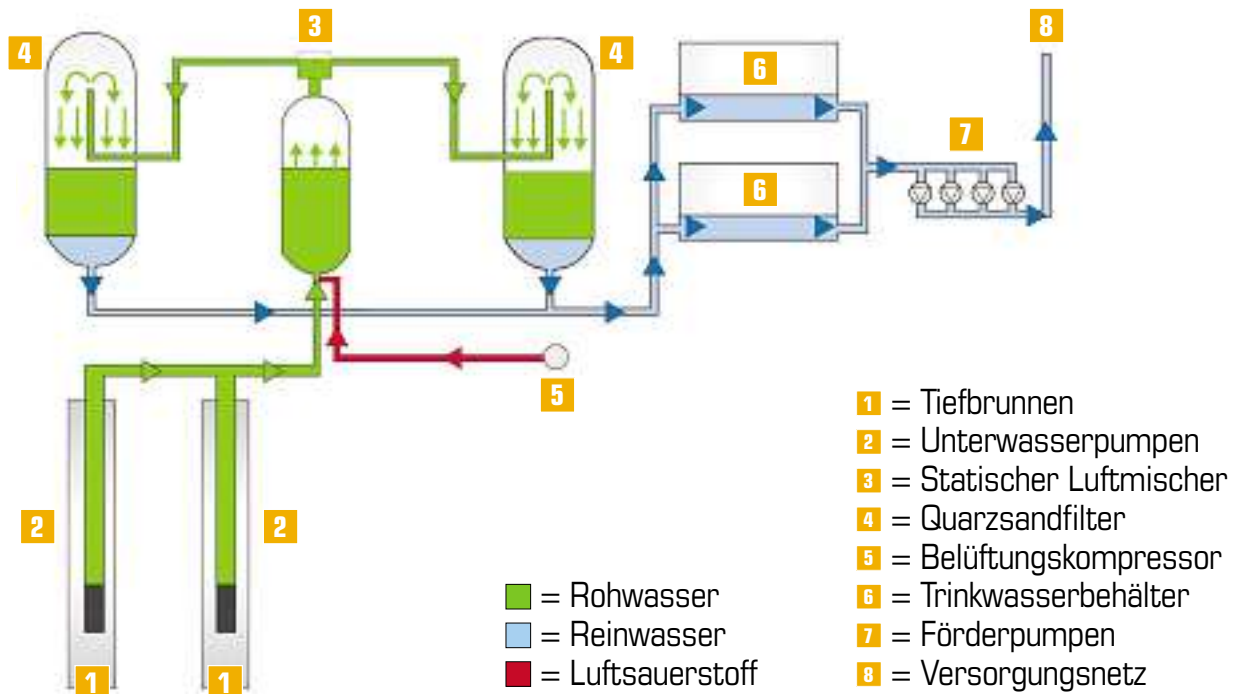 3
8
4
4
6
7
6
5
2
2
1
1
= Rohwasser
= Reinwasser
= Luftsauerstoff
1 = Tiefbrunnen
2 = Unterwasserpumpen
3 = Statischer Luftmischer
4 = Quarzsandfilter
5 = Belüftungskompressor
6 = Trinkwasserbehälter
7 = Förderpumpen
8 = Versorgungsnetz